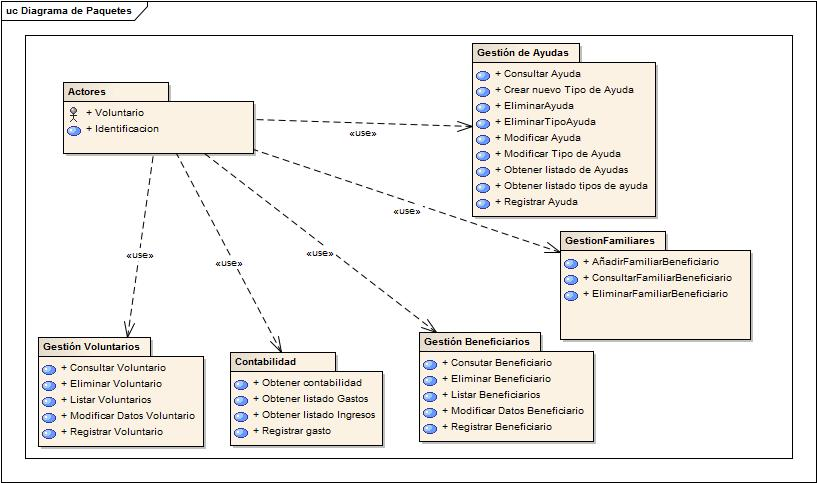 uc Diagrama de Paquetes
Actores
+ Voluntario
+ Identificacion
Gestión de Ayudas
+ Consultar Ayuda
+ Crear nuevo Tipo de Ayuda
+ EliminarAyuda
+ EliminarTipoAyuda
+ Modificar Ayuda
+ Modificar Tipo de Ayuda
+ Obtener listado de Ayudas
+ Obtener listado tipos de ayuda
+ Registrar Ayuda
«use»
«use»
«use»
«use»
«use»
GestionFamiliares
+ AñadirFamiliarBeneficiario
+ ConsultarFamiliarBeneficiario
+ EliminarFamiliarBeneficiario
Gestión Voluntarios
+ Consultar Voluntario
+ Eliminar Voluntario
+ Listar Voluntarios
+ Modificar Datos Voluntario
+ Registrar Voluntario
Contabilidad
+ Obtener contabilidad
+ Obtener listado Gastos
+ Obtener listado Ingresos
+ Registrar gasto
Gestión Beneficiarios
+ Consutar Beneficiario
+ Eliminar Beneficiario
+ Listar Beneficiarios
+ Modificar Datos Beneficiario
+ Registrar Beneficiario